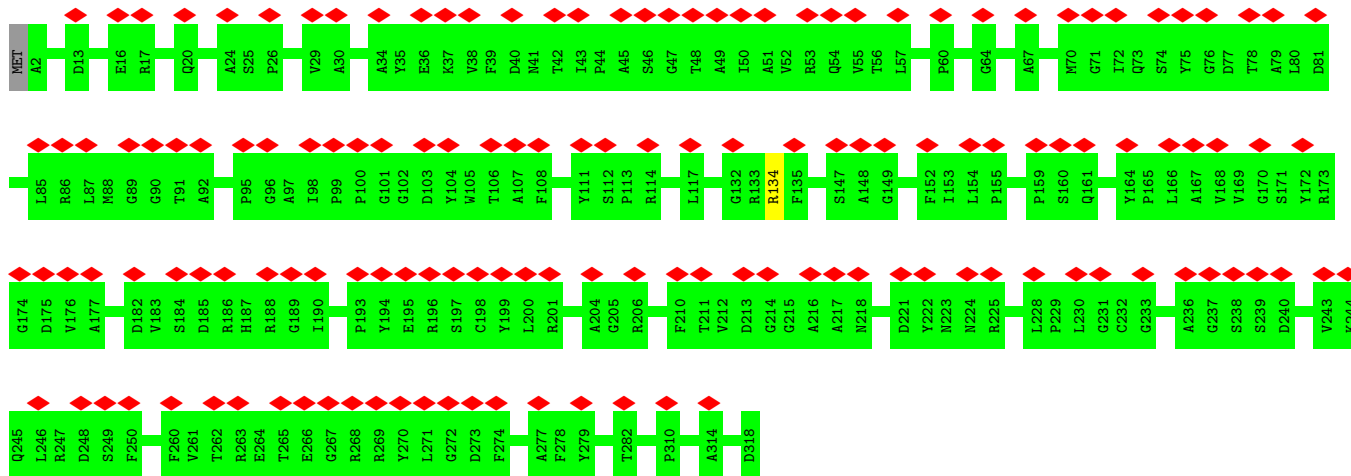 MET A2 D13 E16 R17 Q20 A24 S25 P26 V29 A30 A34 Y35 E36 K37 V38 F39 D40 N41 T42 I43 P44 A45 S46 G47 T48 A49 I50 A51 V52 R53 Q54 V55 T56 L57 P60 G64 A67 M70 G71 I72 Q73 S74 Y75 G76 D77 T78 A79 L80 D81
L85 R86 L87 M88 G89 G90 T91 A92 P95 G96 A97 I98 P99 P100 G101 G102 D103 Y104 W105 T106 A107 F108 Y111 S112 P113 R114 L117 G132 R133 R134 F135 S147 A148 G149 F152 I153 L154 P155 P159 S160 Q161 Y164 P165 L166 A167 V168 V169 G170 S171 Y172 R173
G174 D175 V176 A177 D182 V183 S184 D185 R186 H187 R188 G189 I190 P193 Y194 E195 R196 S197 C198 Y199 L200 R201 A204 G205 R206 F210 T211 V212 D213 G214 G215 A216 A217 N218 D221 Y222 N223 N224 R225 L228 P229 L230 G231 C232 G233 A236 G237 S238 S239 D240 V243 K244
Q245 L246 R247 D248 S249 F250 F260 V261 T262 R263 E264 T265 E266 G267 R268 R269 Y270 L271 G272 D273 F274 A277 F278 Y279 T282 P310 A314 D318